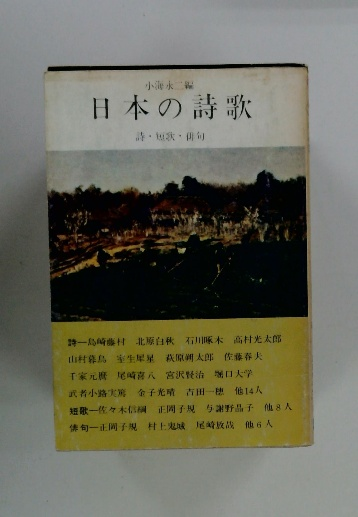 小海永二編
日本の詩歌
詩・短歌・俳句
詩―島崎藤村 北原白秋 石川啄木 高村光太郎
山村暮鳥 室生犀星 萩原朔太郎 佐藤春夫
千家元麿 尾崎喜八 宮沢賢治 堀口大学
武者小路実篤 金子光晴 吉田一穂 他14人
短歌―佐々木信綱 正岡子規 与謝野晶子 他8人
俳句―正岡子規 村上鬼城 尾崎放哉 他6人